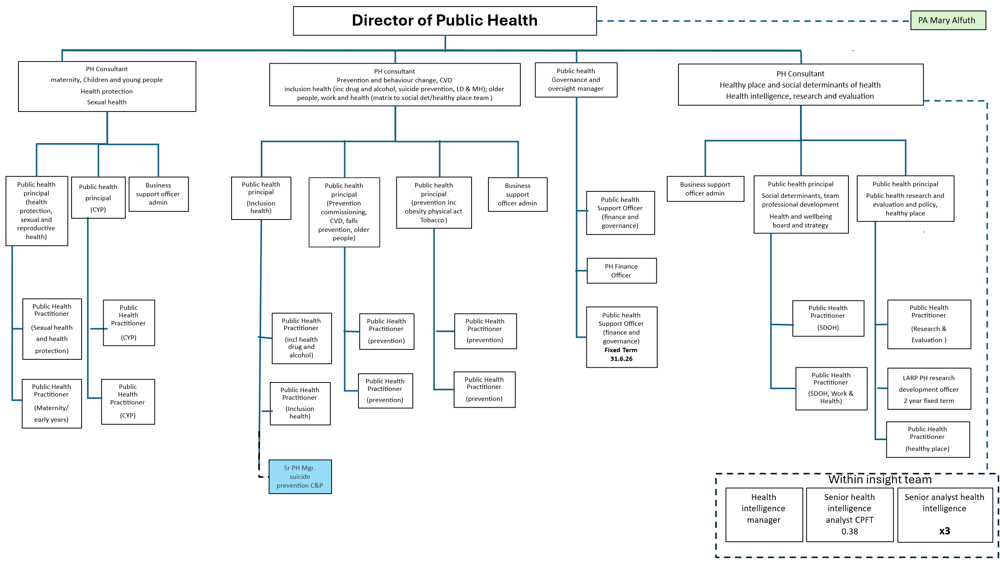 Director of Public Health
PA Mary Alfuth
PH Consultant
maternity, Children and young people
Health protection
Sexual health
PH consultant
Prevention and behaviour change, CVD
inclusion health (inc drug and alcohol, suicide prevention, LD & MH); older
people, work and health (matrix to social det/healthy place team )
Public health
Governance and
oversight manager
PH Consultant
Healthy place and social determinants of health
Health intelligence, research and evaluation
Public health
principal
(health
protection,
sexual and
reproductive
health)
Public health
principal
(CYP)
Business
support officer
admin
Public health
principal
(Inclusion
health)
Public health
principal
(Prevention
commissioning,
CVD, falls
prevention, older
people)
Public health
principal
(prevention inc
obesity physical act
Tobacco)
Business
support
officer admin
Public health
Support Officer
(finance and
governance)
PH Finance
Officer
Public health
Support Officer
(finance and
governance)
Fixed Term
31.6.26
Business support
officer admin
Public health principal
Social determinants, team
professional development
Health and wellbeing
board and strategy
Public health principal
Public health research and
evaluation and policy,
healthy place
Public Health
Practitioner
(Sexual health
and health
protection)
Public
Health
Practitioner
(CYP)
Public Health
Practitioner
(Maternity/
early years)
Public
Health
Practitioner
(CYP)
Public Health
Practitioner
(incl health
drug and
alcohol)
Public Health
Practitioner
(Inclusion
health)
Sr PH Mgr.
suicide
prevention C&P
Public Health
Practitioner
(prevention)
Public Health
Practitioner
(prevention)
Public Health
Practitioner
(prevention)
Public Health
Practitioner
(prevention)
Public Health
Practitioner
(SDOH)
Public Health
Practitioner
(SDOH, Work &
Health)
Public Health
Practitioner
(Research &
Evaluation )
LARP PH research
development officer
2 year fixed term
Public Health
Practitioner
(healthy place)
Within insight team
Health
intelligence
manager
Senior health
intelligence
analyst CPFT
0.38
Senior analyst health
intelligence
x3